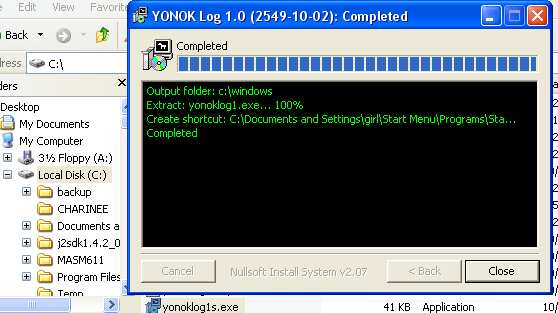 Edit View Favorites Tools
YONOK Log 1.0 (2549-10-02): Completed
Back
Completed
dress C:\
ders
Output folder: c:\windows
Extract: yonoklog1.exe... 100%
Create shortcut: C:\Documents and Settings\girl\Start Menu\Programs\Sta...
Completed
Desktop
My Documents
My Computer
3½ Floppy (A:)
Local Disk (C:)
backup
CHARINEE
Documents a
j2sdk1.4.2_0
MASM611
Program Files
Temp
Cancel
Nullsoft Install System v2.07
< Back
Close
yonoklog1s.exe 41 KB Application 10/